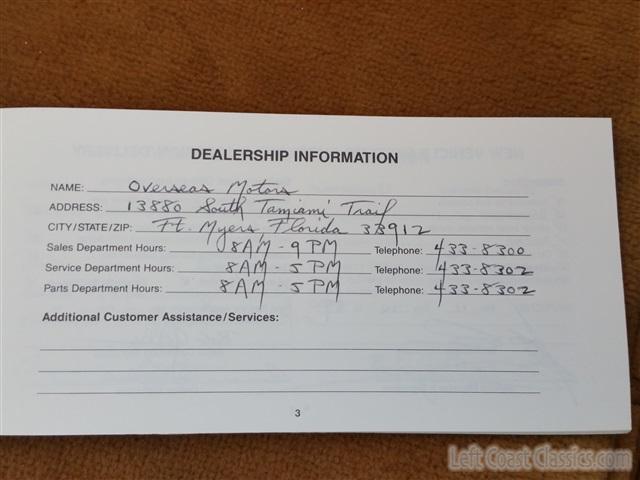 DEALERSHIP INFORMATION
NAME: Overseas Motors
ADDRESS: 13880 South Tamiami Trail
CITY/STATE/ZIP: Ft. Myers, Florida 33912
Sales Department Hours: 8AM - 9PM Telephone: 433-8300
Service Department Hours: 8AM - 5PM Telephone: 433-8302
Parts Department Hours: 8AM - 5PM Telephone: 433-8302
Additional Customer Assistance/Services:
3
Left Coast Classics.com